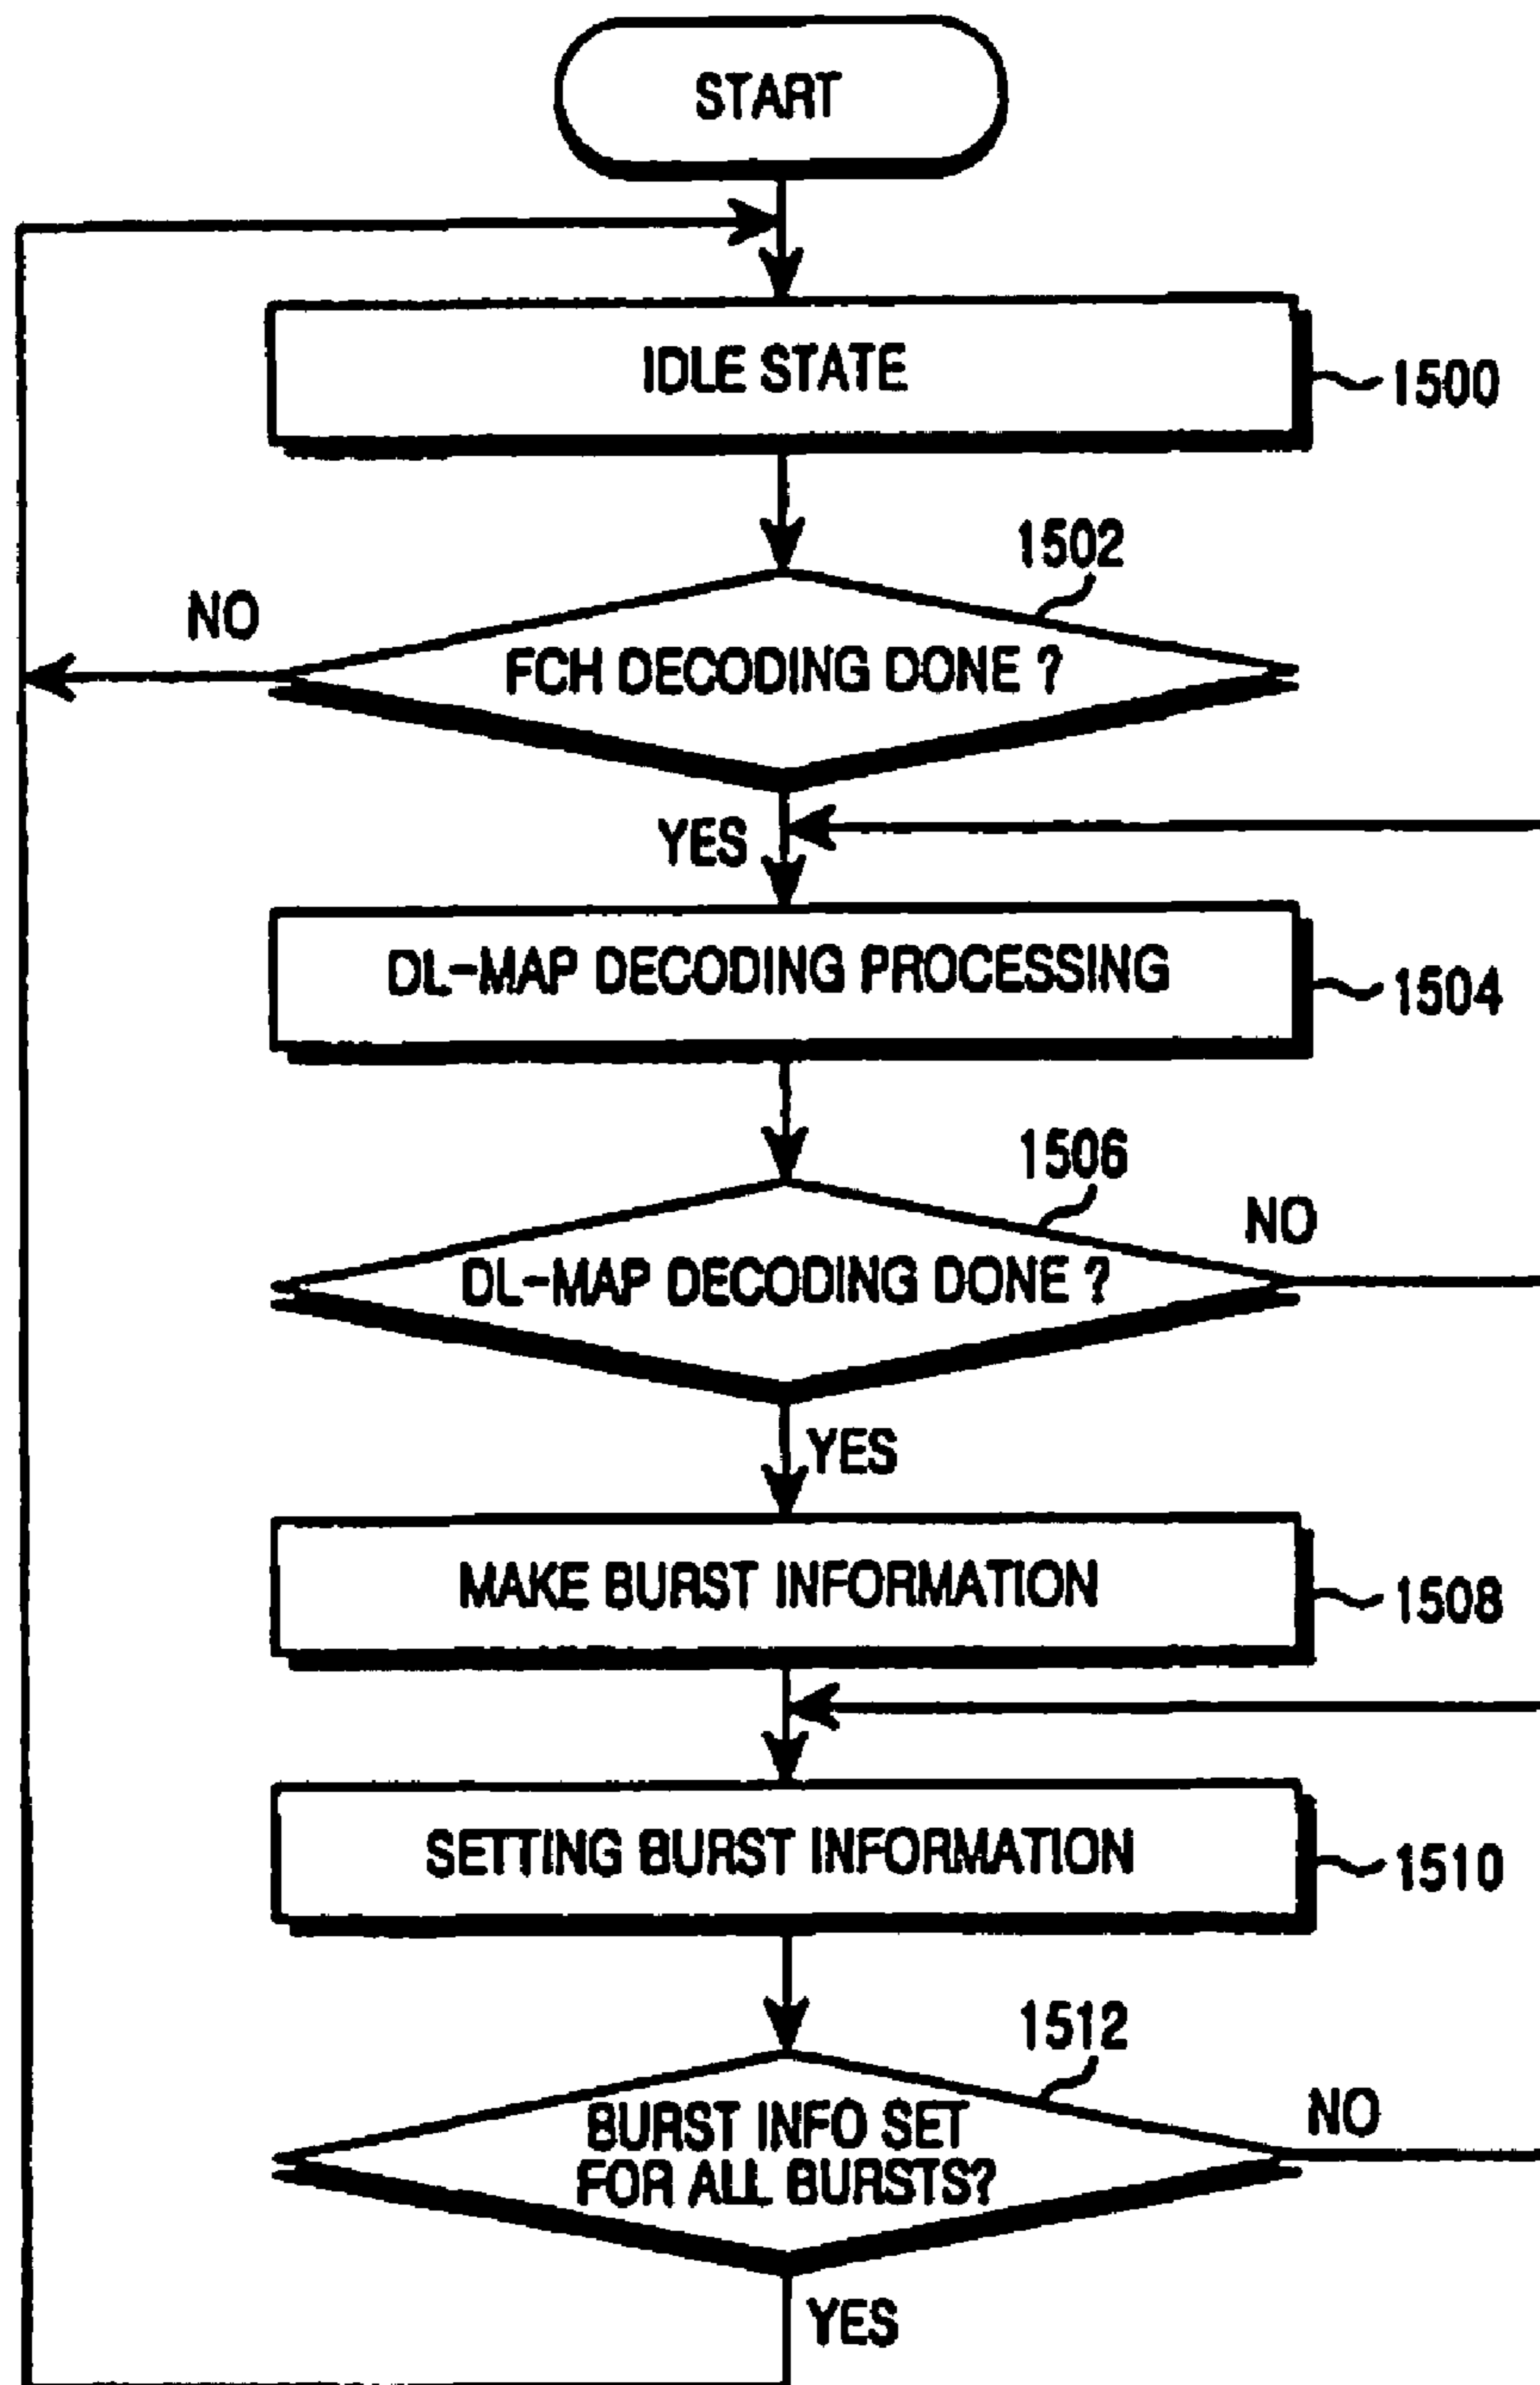 START
IDLE STATE
1500
1502
NO
FCH DECODING DONE ?
YES
DL-MAP DECODING PROCESSING
1504
1506
NO
DL-MAP DECODING DONE ?
YES
MAKE BURST INFORMATION
1508
SETTING BURST INFORMATION
1510
1512
NO
BURST INFO SET
FOR ALL BURSTS?
YES